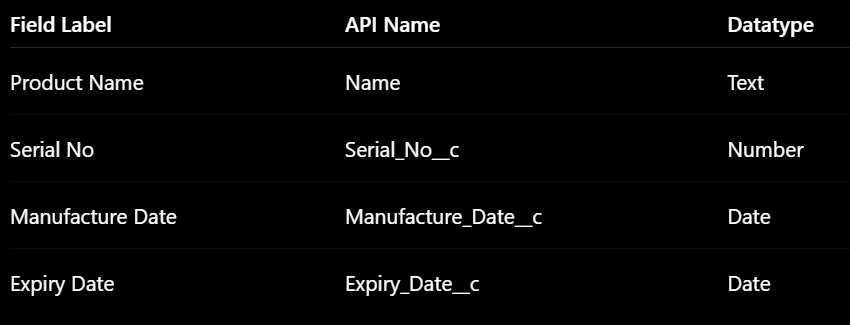 Field Label API Name Datatype
Product Name Name Text
Serial No Serial_No__c Number
Manufacture Date Manufacture_Date__c Date
Expiry Date Expiry_Date__c Date